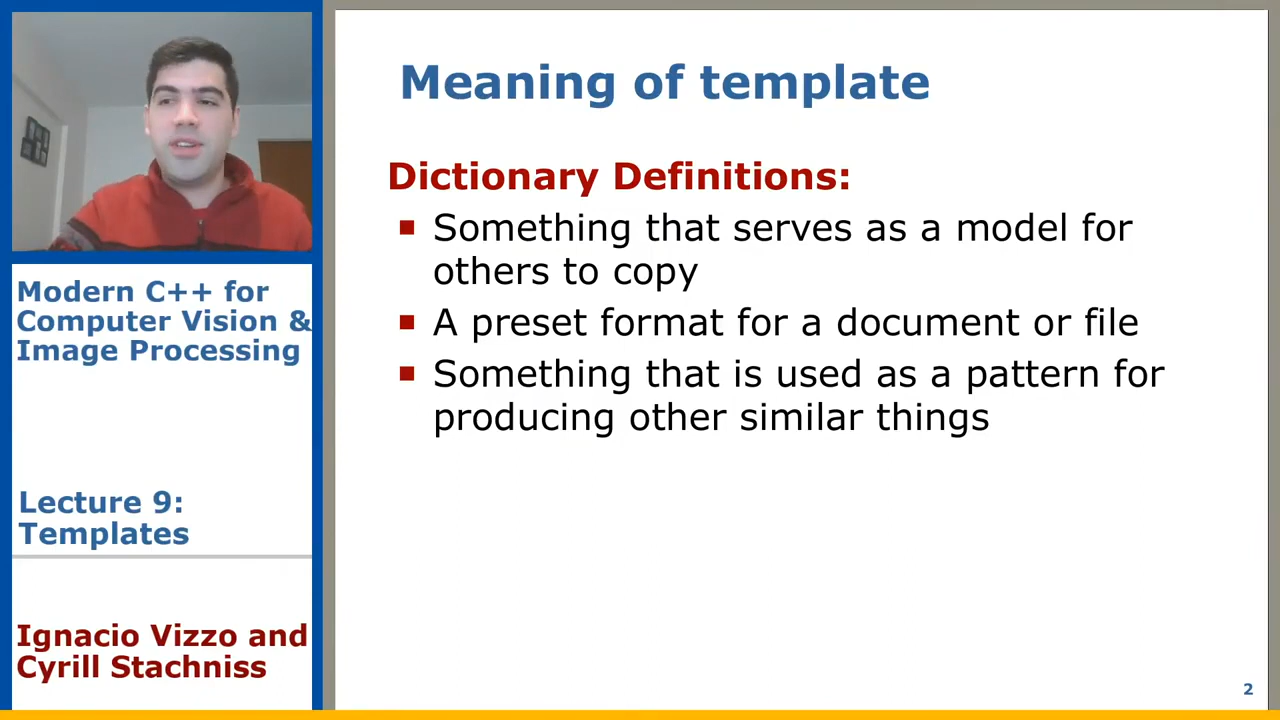 Meaning of template
Dictionary Definitions:
Something that serves as a model for
others to copy
A preset format for a document or file
Something that is used as a pattern for
producing other similar things
Modern C++ for
Computer Vision &
Image Processing
Lecture 9:
Templates
Ignacio Vizzo and
Cyrill Stachniss
2